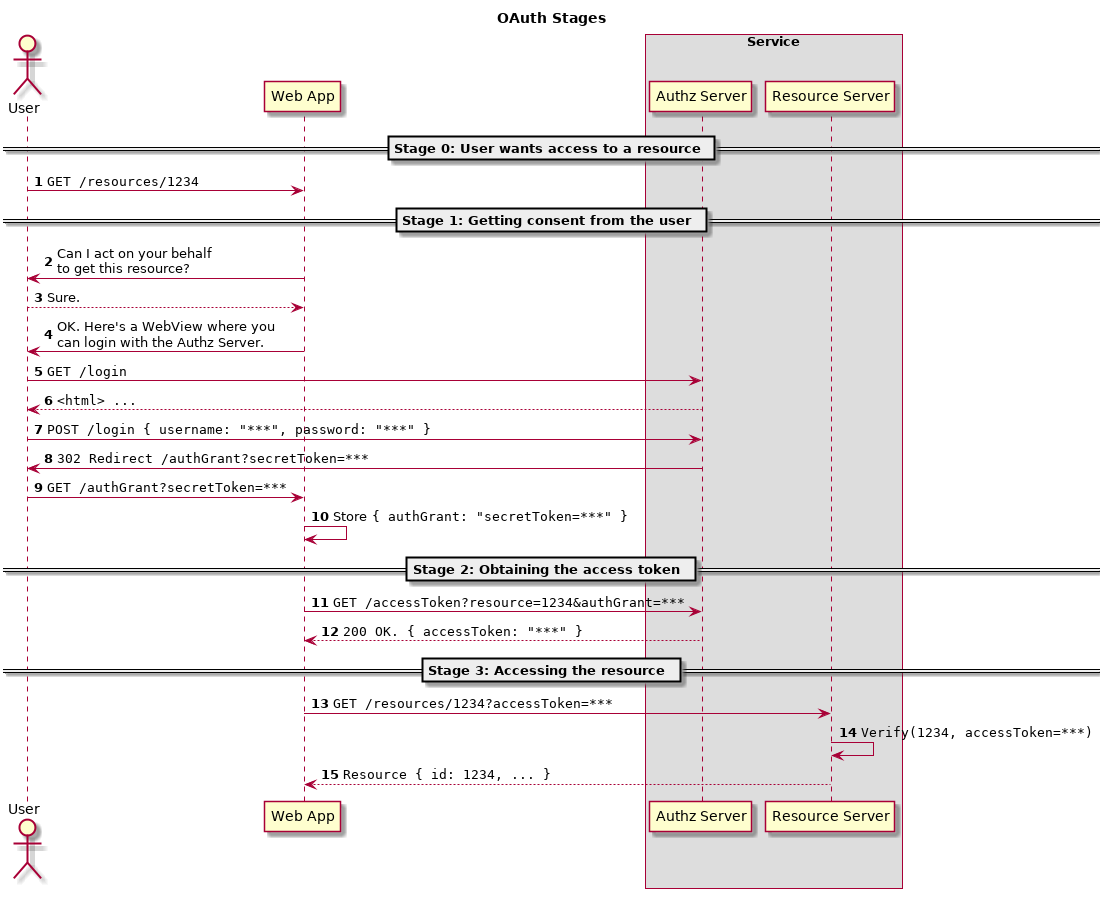 OAuth Stages
Service
User
Web App
Authz Server
Resource Server
Stage 0: User wants access to a resource
1 GET /resources/1234
Stage 1: Getting consent from the user
2 Can I act on your behalf
to get this resource?
3 Sure.
4 OK. Here's a WebView where you
can login with the Authz Server.
5 GET /login
6 <html> ...
7 POST /login { username: "***", password: "***" }
8 302 Redirect /authGrant?secretToken=***
9 GET /authGrant?secretToken=***
10 Store { authGrant: "secretToken=***" }
Stage 2: Obtaining the access token
11 GET /accessToken?resource=1234&authGrant=***
12 200 OK. { accessToken: "***" }
Stage 3: Accessing the resource
13 GET /resources/1234?accessToken=***
14 Verify(1234, accessToken=***)
15 Resource { id: 1234, ... }
User
Web App
Authz Server
Resource Server